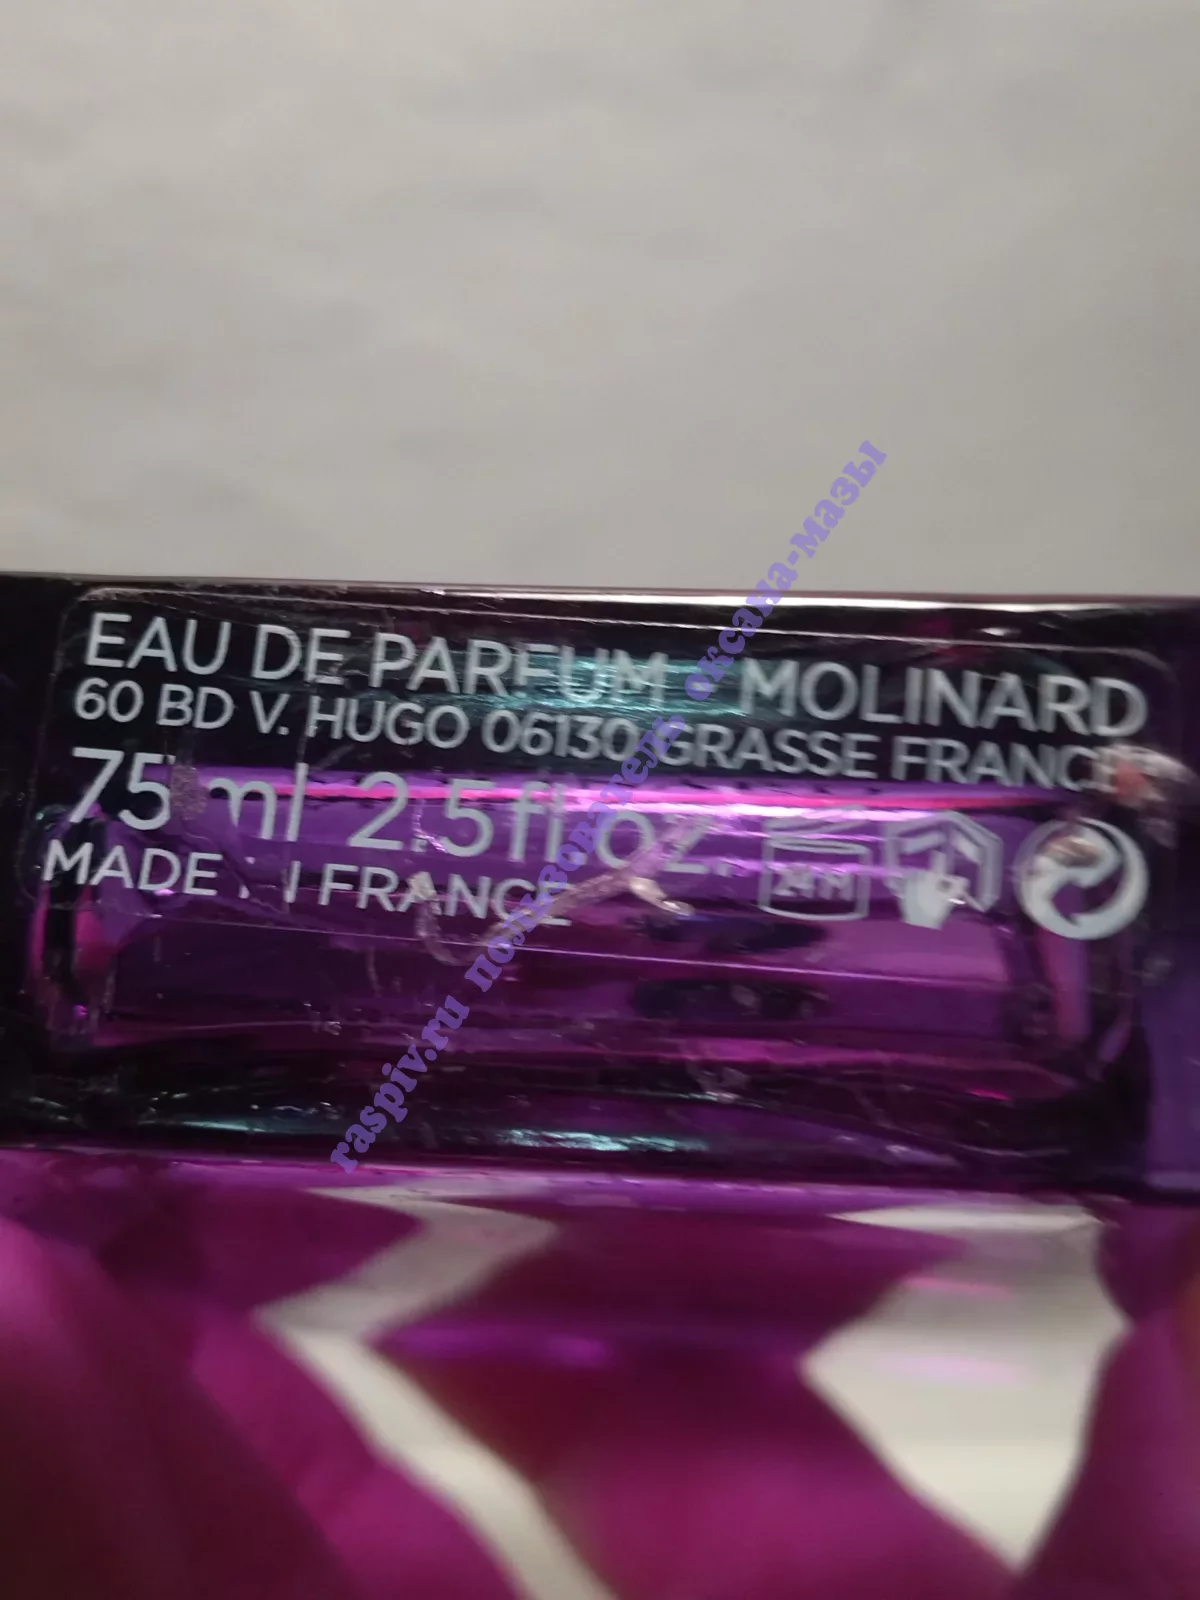 EAU DE PARFUM - MOLINARD
60 BD V. HUGO 06130 GRASSE FRANCE
75 ml 2.5 fl. oz.
24 M
MADE IN FRANCE
raspiv.ru пользователь оксана-мазы